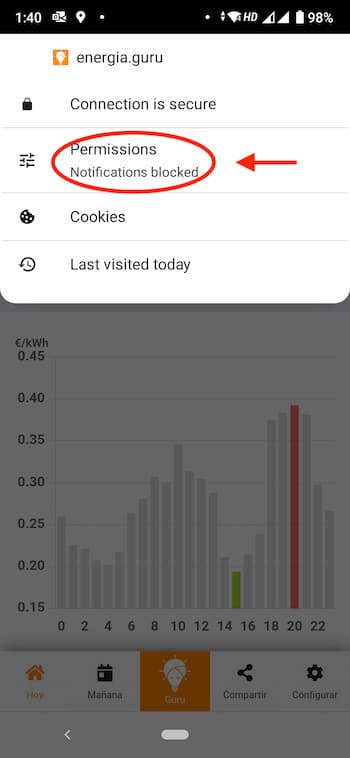 1:40 HD 98%
energia.guru
Connection is secure
Permissions
Notifications blocked
Cookies
Last visited today
€/kWh
0.45
0.40
0.35
0.30
0.25
0.20
0.15
0 2 4 6 8 10 12 14 16 18 20 22
Hoy Mañana Guru Compartir Configurar